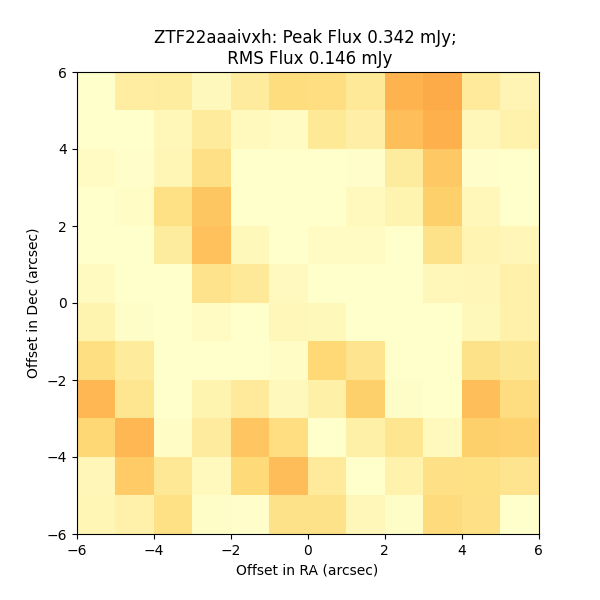 ZTF22aaaivxh: Peak Flux 0.342 mJy;
RMS Flux 0.146 mJy
6
4
2
0
−2
−4
−6
Offset in Dec (arcsec)
−6 −4 −2 0 2 4 6
Offset in RA (arcsec)